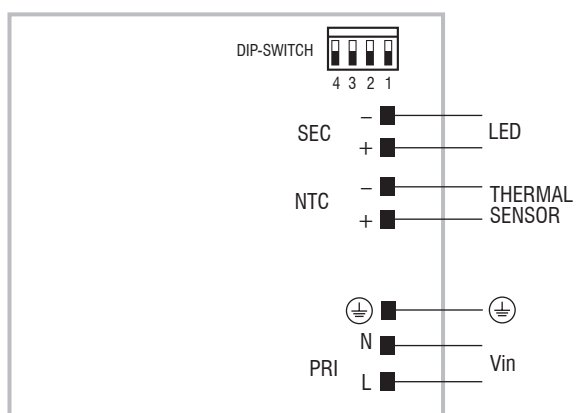 DIP-SWITCH
4 3 2 1
SEC
–
+
LED
NTC
–
+
THERMAL
SENSOR
PRI
N
L
Vin